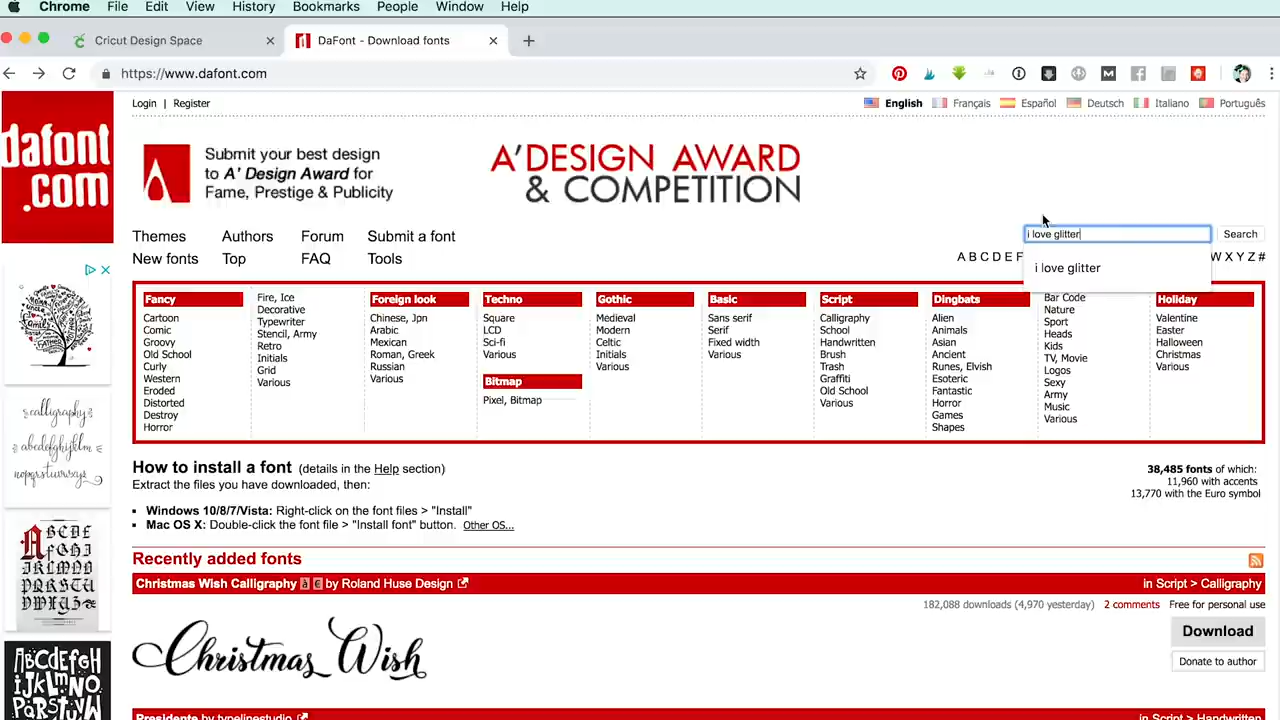 Chrome File Edit View History Bookmarks People Window Help
Cricut Design Space
DaFont - Download fonts
https://www.dafont.com
dafont
.com
Login | Register
English Français Español Deutsch Italiano Português
Submit your best design
to A' Design Award for
Fame, Prestige & Publicity
A'DESIGN AWARD
& COMPETITION
Themes Authors Forum Submit a font
New fonts Top FAQ Tools
i love glitter
Search
A B C D E F
W X Y Z #
i love glitter
Fancy
Cartoon
Comic
Groovy
Old School
Curly
Western
Eroded
Distorted
Destroy
Horror
Fire, Ice
Decorative
Typewriter
Stencil, Army
Retro
Initials
Grid
Various
Foreign look
Chinese, Jpn
Arabic
Mexican
Roman, Greek
Russian
Various
Techno
Square
LCD
Sci-fi
Various
Bitmap
Pixel, Bitmap
Gothic
Medieval
Modern
Celtic
Initials
Various
Basic
Sans serif
Serif
Fixed width
Various
Script
Calligraphy
School
Handwritten
Brush
Trash
Graffiti
Old School
Various
Dingbats
Alien
Animals
Asian
Ancient
Runes, Elvish
Esoteric
Fantastic
Horror
Games
Shapes
Bar Code
Nature
Sport
Heads
Kids
TV, Movie
Logos
Sexy
Army
Music
Various
Holiday
Valentine
Easter
Halloween
Christmas
Various
How to install a font (details in the Help section)
Extract the files you have downloaded, then:
Windows 10/8/7/Vista: Right-click on the font files > "Install"
Mac OS X: Double-click the font file > "Install font" button. Other OS...
38,485 fonts of which:
11,960 with accents
13,770 with the Euro symbol
Recently added fonts
Christmas Wish Calligraphy à € by Roland Huse Design
in Script > Calligraphy
182,088 downloads (4,970 yesterday) 2 comments Free for personal use
Christmas Wish
Download
Donate to author
Presidente by typelinestudio
in Script > Handwritten
calligraphy